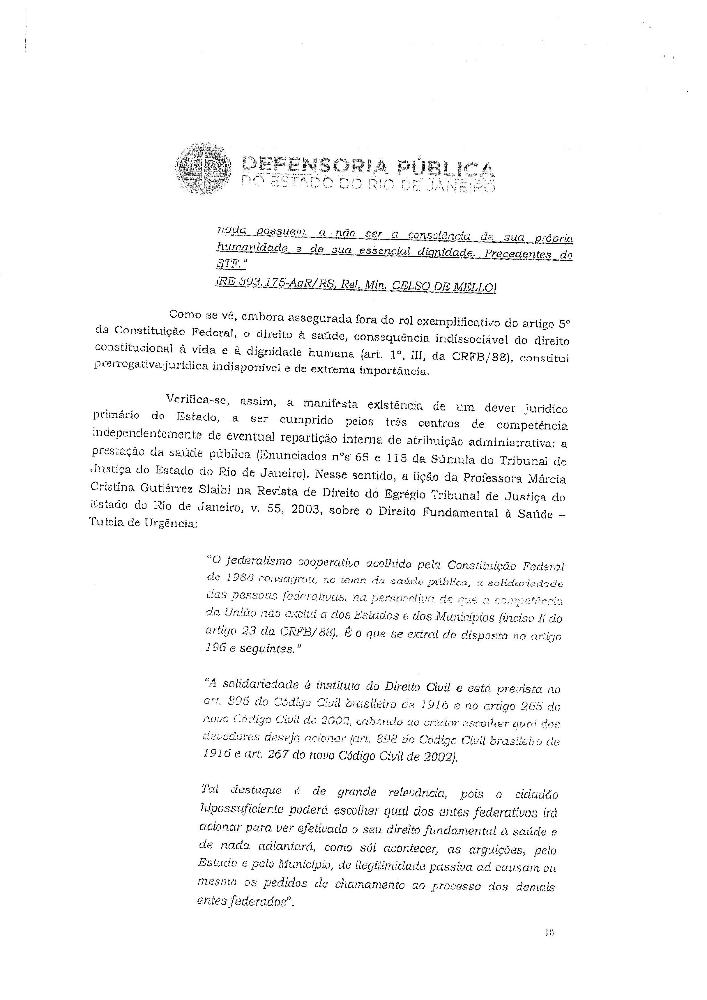 DEFENSORIA PÚBLICA
DO ESTADO DO RIO DE JANEIRO
nada possuem, a não ser a consciência de sua própria
humanidade e de sua essencial dignidade. Precedentes do
STF."
(RE 393.175-AgR/RS, Rel. Min. CELSO DE MELLO)
Como se vê, embora assegurada fora do rol exemplificativo do artigo 5º
da Constituição Federal, o direito à saúde, consequência indissociável do direito
constitucional à vida e à dignidade humana (art. 1º, III, da CRFB/88), constitui
prerrogativa jurídica indisponível e de extrema importância.
Verifica-se, assim, a manifesta existência de um dever jurídico
primário do Estado, a ser cumprido pelos três centros de competência
independentemente de eventual repartição interna de atribuição administrativa: a
prestação da saúde pública (Enunciados nºs 65 e 115 da Súmula do Tribunal de
Justiça do Estado do Rio de Janeiro). Nesse sentido, a lição da Professora Márcia
Cristina Gutiérrez Slaibi na Revista de Direito do Egrégio Tribunal de Justiça do
Estado do Rio de Janeiro, v. 55, 2003, sobre o Direito Fundamental à Saúde –
Tutela de Urgência:
"O federalismo cooperativo acolhido pela Constituição Federal
de 1988 consagrou, no tema da saúde pública, a solidariedade
das pessoas federativas, na perspectiva de que a competência
da União não exclui a dos Estados e dos Municípios (inciso II do
artigo 23 da CRFB/88). É o que se extrai do disposto no artigo
196 e seguintes."
"A solidariedade é instituto do Direito Civil e está prevista no
art. 896 do Código Civil brasileiro de 1916 e no artigo 265 do
novo Código Civil de 2002, cabendo ao credor escolher qual dos
devedores deseja acionar (art. 898 do Código Civil brasileiro de
1916 e art. 267 do novo Código Civil de 2002).
Tal destaque é de grande relevância, pois o cidadão
hipossuficiente poderá escolher qual dos entes federativos irá
acionar para ver efetivado o seu direito fundamental à saúde e
de nada adiantará, como sói acontecer, as arguições, pelo
Estado e pelo Município, de ilegitimidade passiva ad causam ou
mesmo os pedidos de chamamento ao processo dos demais
entes federados".
10